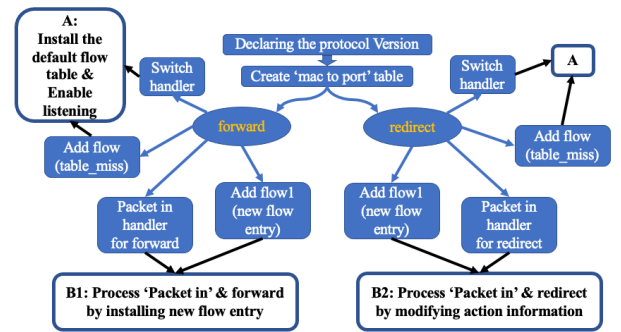 A:
Install the
default flow
table &
Enable
listening
Declaring the protocol Version
Create ‘mac to port’ table
Switch
handler
Switch
handler
A
forward
redirect
Add flow
(table_miss)
Add flow
(table_miss)
Packet in
handler
for forward
Add flow1
(new flow
entry)
Add flow1
(new flow
entry)
Packet in
handler
for redirect
B1: Process ‘Packet in’ & forward
by installing new flow entry
B2: Process ‘Packet in’ & redirect
by modifying action information